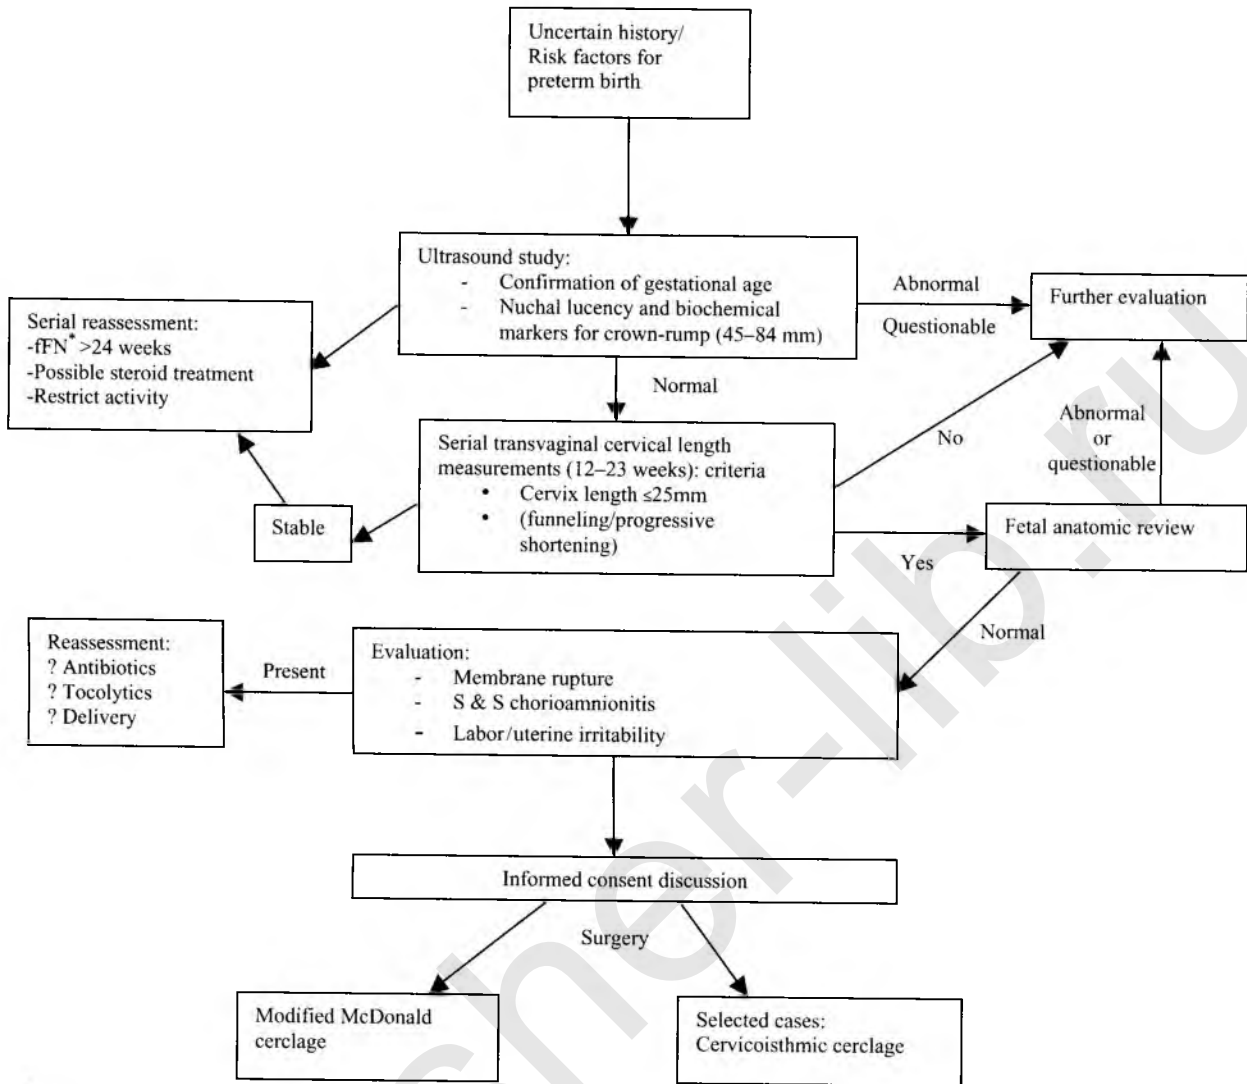 Uncertain history/
Risk factors for
preterm birth
Ultrasound study:
- Confirmation of gestational age
- Nuchal lucency and biochemical
markers for crown-rump (45–84 mm)
Abnormal
Questionable
Further evaluation
Serial reassessment:
-fFN* >24 weeks
-Possible steroid treatment
-Restrict activity
Normal
Serial transvaginal cervical length
measurements (12–23 weeks): criteria
• Cervix length ≤25mm
• (funneling/progressive
shortening)
No
Abnormal
or
questionable
Stable
Yes
Fetal anatomic review
Normal
Reassessment:
? Antibiotics
? Tocolytics
? Delivery
Present
Evaluation:
- Membrane rupture
- S & S chorioamnionitis
- Labor/uterine irritability
Informed consent discussion
Surgery
Modified McDonald
cerclage
Selected cases:
Cervicoisthmic cerclage
sher-lib.ru